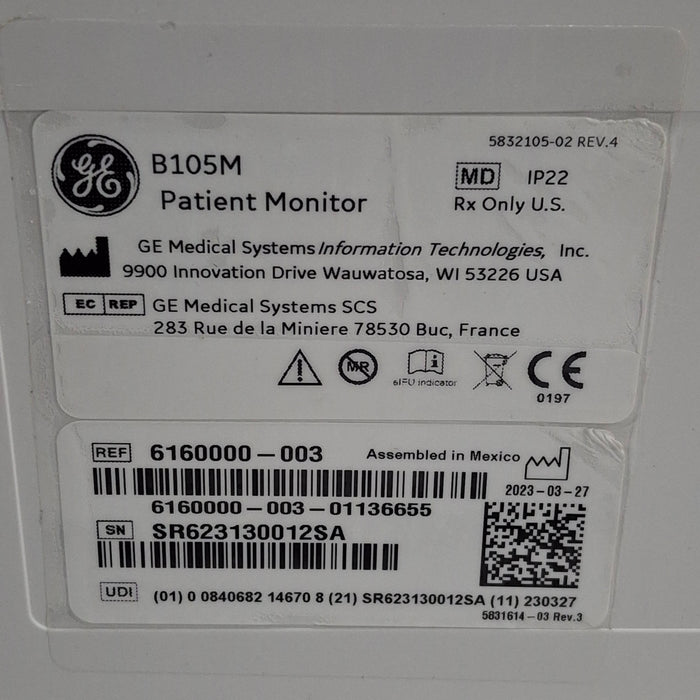 5832105-02 REV.4
GE B105M
MD IP22
Patient Monitor
Rx Only U.S.
GE Medical Systems Information Technologies, Inc.
9900 Innovation Drive Wauwatosa, WI 53226 USA
EC REP GE Medical Systems SCS
283 Rue de la Miniere 78530 Buc, France
MR
eIFU indicator
CE
0197
REF 6160000-003 Assembled in Mexico
2023-03-27
6160000-003-01136655
SN SR623130012SA
UDI (01) 0 0840682 14670 8 (21) SR623130012SA (11) 230327
5831614-03 Rev.3